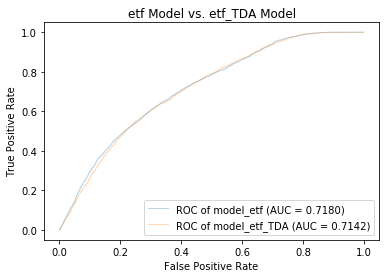 etf Model vs. etf_TDA Model
True Positive Rate
1.0
0.8
0.6
0.4
0.2
0.0
ROC of model_etf (AUC = 0.7180)
ROC of model_etf_TDA (AUC = 0.7142)
0.0 0.2 0.4 0.6 0.8 1.0
False Positive Rate